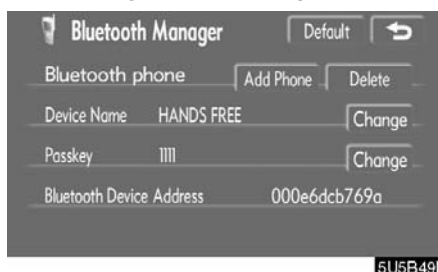 Bluetooth Manager Default
Bluetooth phone Add Phone Delete
Device Name HANDS FREE Change
Passkey 1111 Change
Bluetooth Device Address 000e6dcb769a
5U5B49